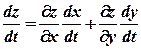 dz/dt = ∂z/∂x dx/dt + ∂z/∂y dy/dt